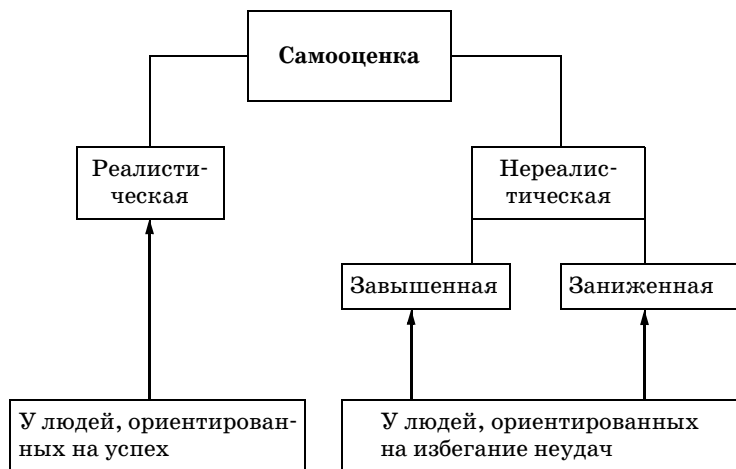 Самооценка
Реалисти-
ческая
Нереалис-
тическая
Завышенная
Заниженная
У людей, ориентирован-
ных на успех
У людей, ориентированных
на избегание неудач